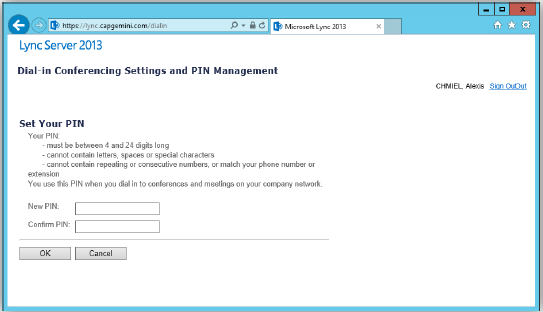 https://lync.capgemini.com/dialin
Microsoft Lync 2013
Lync Server 2013
Dial-in Conferencing Settings and PIN Management
CHMIEL, Alexis Sign OuOut
Set Your PIN
Your PIN:
- must be between 4 and 24 digits long
- cannot contain letters, spaces or special characters
- cannot contain repeating or consecutive numbers, or match your phone number or
extension
You use this PIN when you dial in to conferences and meetings on your company network.
New PIN:
Confirm PIN:
OK Cancel